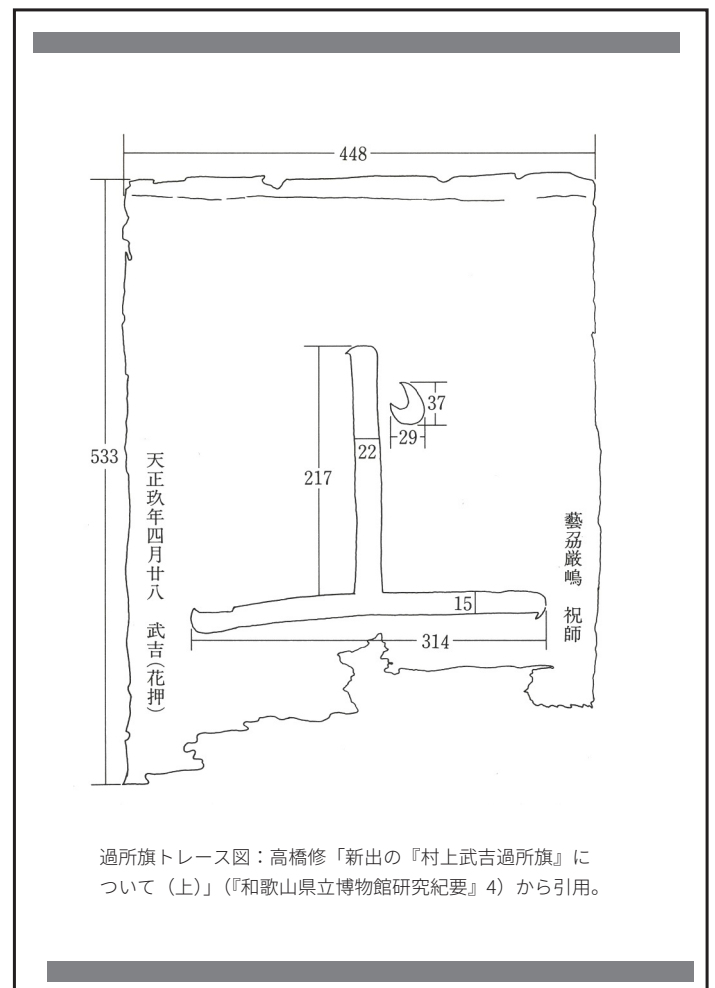 448
37
29
22
217
533
15
314
藝刕厳嶋　祝師
天正玖年四月廿八　武吉（花押）
過所旗トレース図：高橋修「新出の『村上武吉過所旗』に
ついて（上）」（『和歌山県立博物館研究紀要』4）から引用。